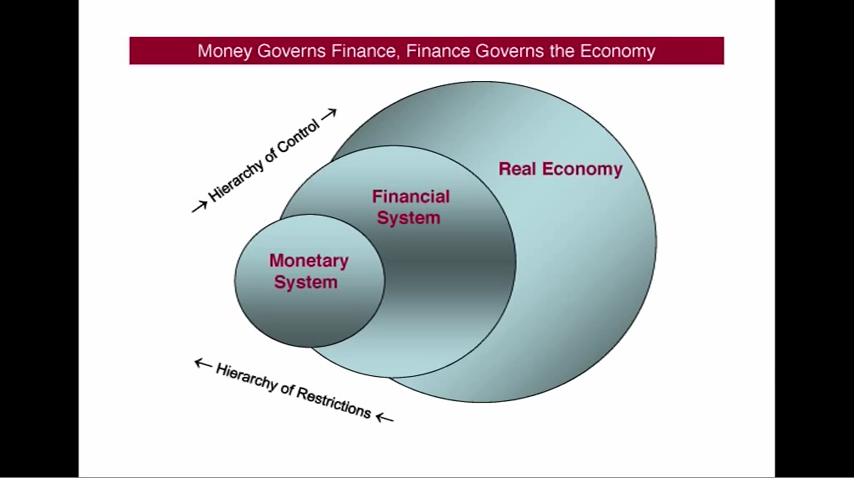 Money Governs Finance, Finance Governs the Economy
→ Hierarchy of Control →
Real Economy
Financial
System
Monetary
System
← Hierarchy of Restrictions ←